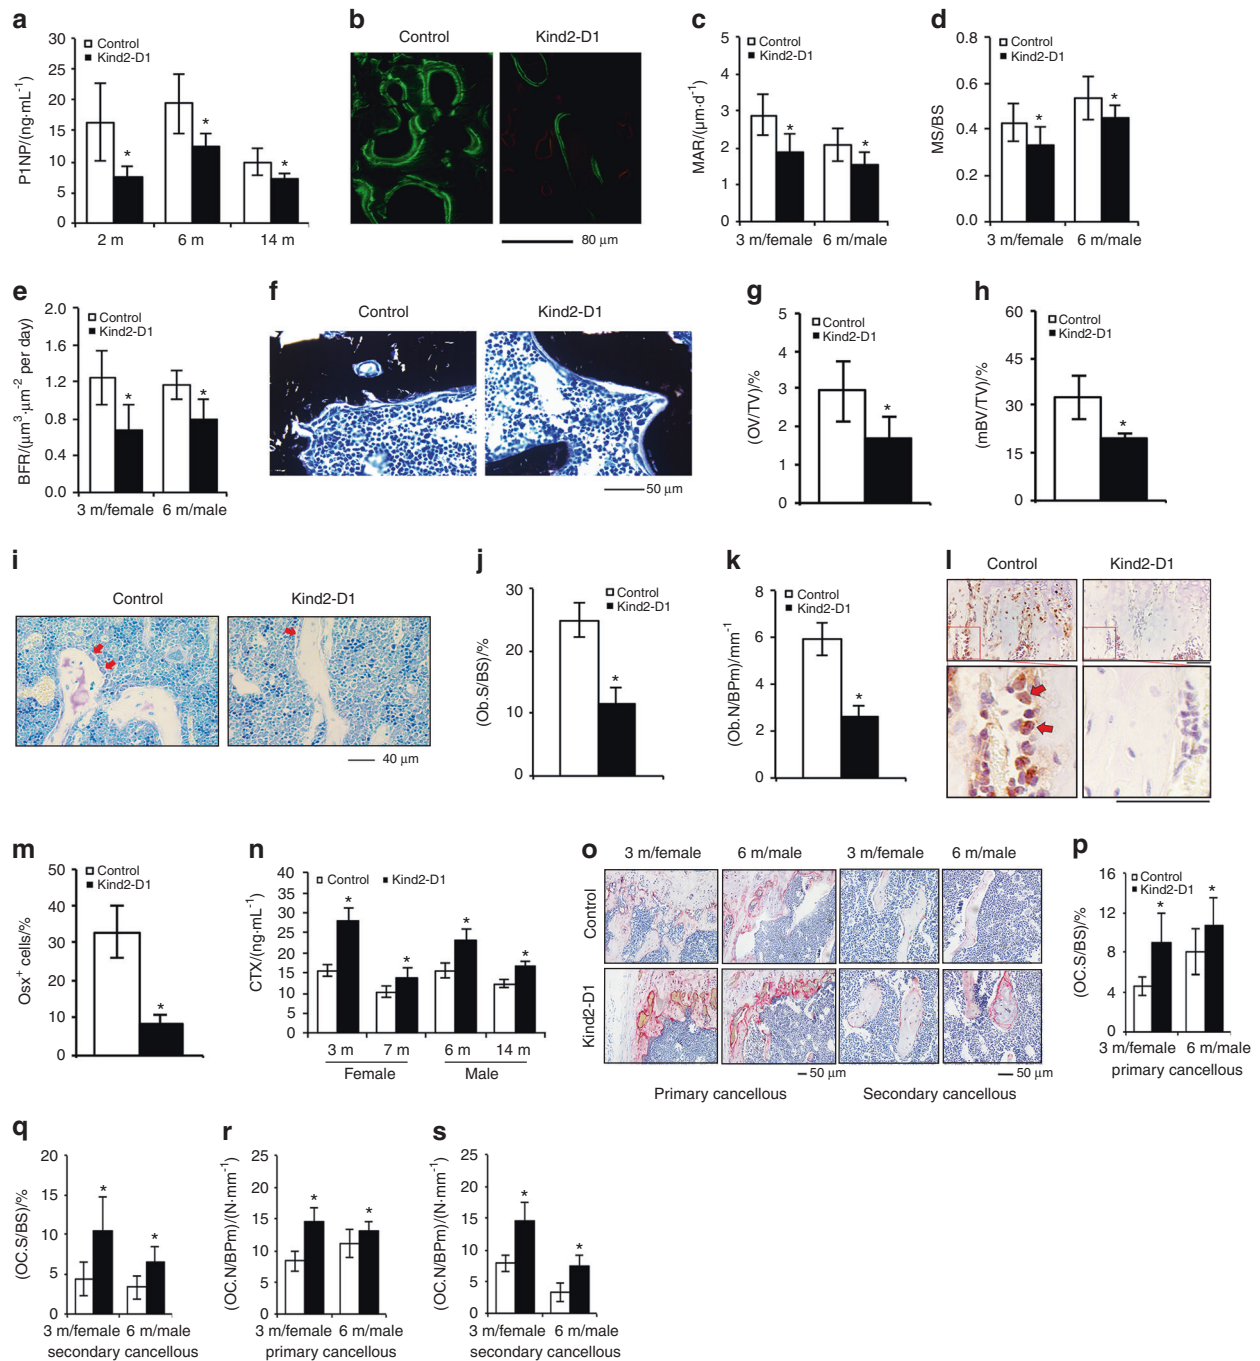 a
P1NP/(ng·mL⁻¹)
30
25
20
15
10
5
0
Control
Kind2-D1
*
*
*
2 m
6 m
14 m
b
Control
Kind2-D1
80 μm
c
MAR/(μm·d⁻¹)
5
4
3
2
1
0
Control
Kind2-D1
*
*
3 m/female
6 m/male
d
MS/BS
0.8
0.6
0.4
0.2
0.0
Control
Kind2-D1
*
*
3 m/female
6 m/male
e
BFR/(μm³·μm⁻² per day)
2.0
1.6
1.2
0.8
0.4
0.0
Control
Kind2-D1
*
*
3 m/female
6 m/male
f
Control
Kind2-D1
50 μm
g
(OV/TV)/%
5
4
3
2
1
0
Control
Kind2-D1
*
h
(mBV/TV)/%
60
45
30
15
0
Control
Kind2-D1
*
i
Control
Kind2-D1
40 μm
j
(Ob.S/BS)/%
30
20
10
0
Control
Kind2-D1
*
k
(Ob.N/BPm)/mm⁻¹
8
6
4
2
0
Control
Kind2-D1
*
l
Control
Kind2-D1
m
Osx⁺ cells/%
50
40
30
20
10
0
Control
Kind2-D1
*
n
CTX/(ng·mL⁻¹)
40
35
30
25
20
15
10
5
0
Control
Kind2-D1
*
*
*
*
3 m
7 m
6 m
14 m
Female
Male
o
3 m/female
6 m/male
3 m/female
6 m/male
Control
Kind2-D1
50 μm
50 μm
Primary cancellous
Secondary cancellous
p
(OC.S/BS)/%
16
12
8
4
0
Control
Kind2-D1
*
*
3 m/female
6 m/male
primary cancellous
q
(OC.S/BS)/%
20
15
10
5
0
*
*
3 m/female
6 m/male
secondary cancellous
r
(OC.N/BPm)/(N·mm⁻¹)
25
20
15
10
5
0
*
*
3 m/female
6 m/male
primary cancellous
s
(OC.N/BPm)/(N·mm⁻¹)
25
20
15
10
5
0
*
*
3 m/female
6 m/male
secondary cancellous